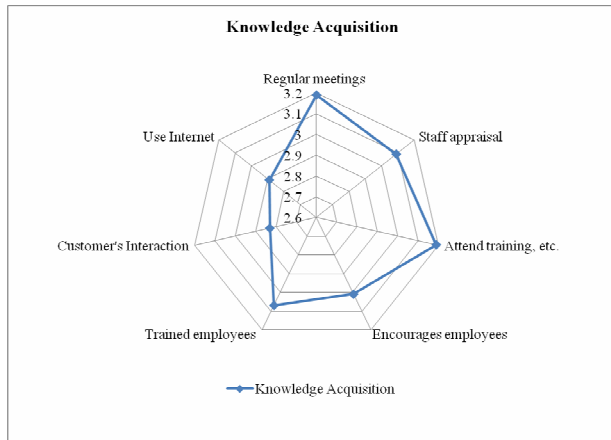 Knowledge Acquisition
Regular meetings
3.2
3.1
3
2.9
2.8
2.7
2.6
Use Internet
Staff appraisal
Customer's Interaction
Attend training, etc.
Trained employees
Encourages employees
Knowledge Acquisition